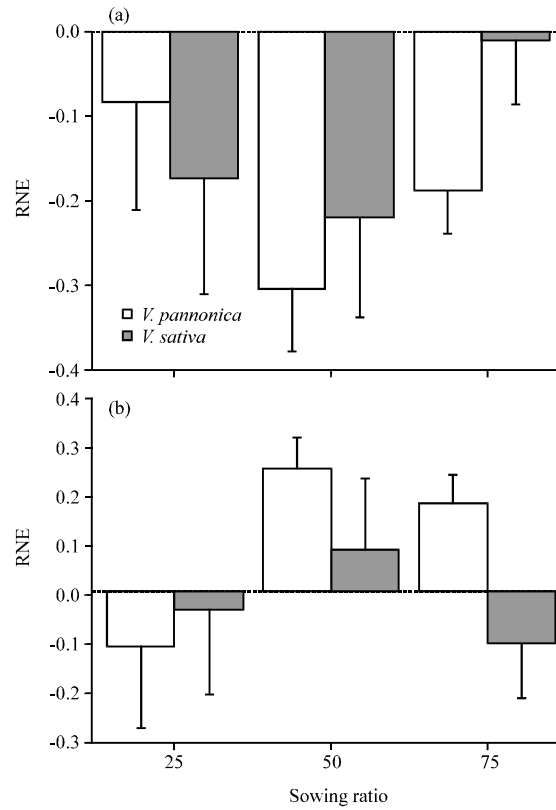 (a)
0.0
-0.1
-0.2
-0.3
-0.4
RNE
V. pannonica
V. sativa
(b)
0.4
0.3
0.2
0.1
0.0
-0.1
-0.2
-0.3
RNE
25
50
75
Sowing ratio